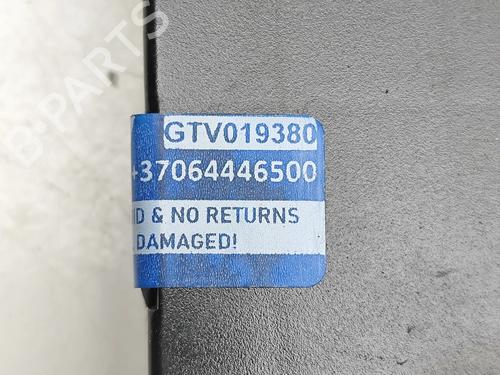 B-PARTS
GTV019380
+37064446500
D & NO RETURNS
DAMAGED!